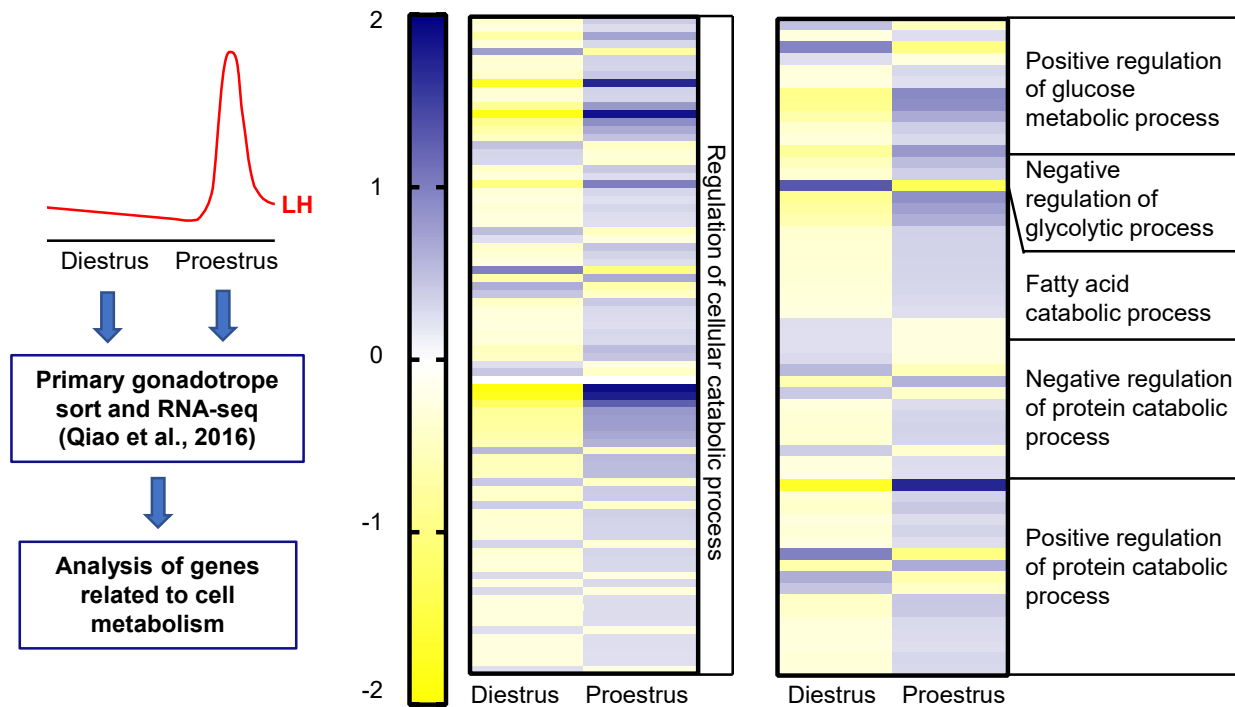 LH
Diestrus
Proestrus
Primary gonadotrope
sort and RNA-seq
(Qiao et al., 2016)
Analysis of genes
related to cell
metabolism
2
1
0
-1
-2
Regulation of cellular catabolic process
Diestrus
Proestrus
Positive regulation
of glucose
metabolic process
Negative
regulation of
glycolytic process
Fatty acid
catabolic process
Negative regulation
of protein catabolic
process
Positive regulation
of protein catabolic
process
Diestrus
Proestrus